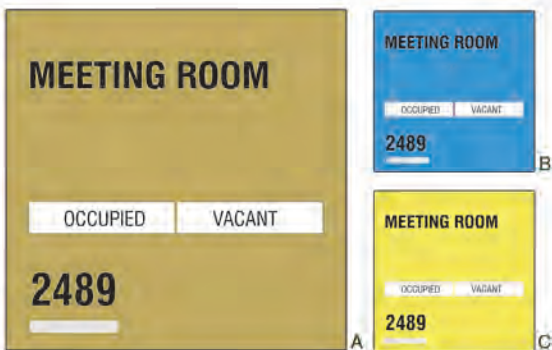 MEETING ROOM
OCCUPIED VACANT
2489
A
MEETING ROOM
OCCUPIED VACANT
2489
B
MEETING ROOM
OCCUPIED VACANT
2489
C